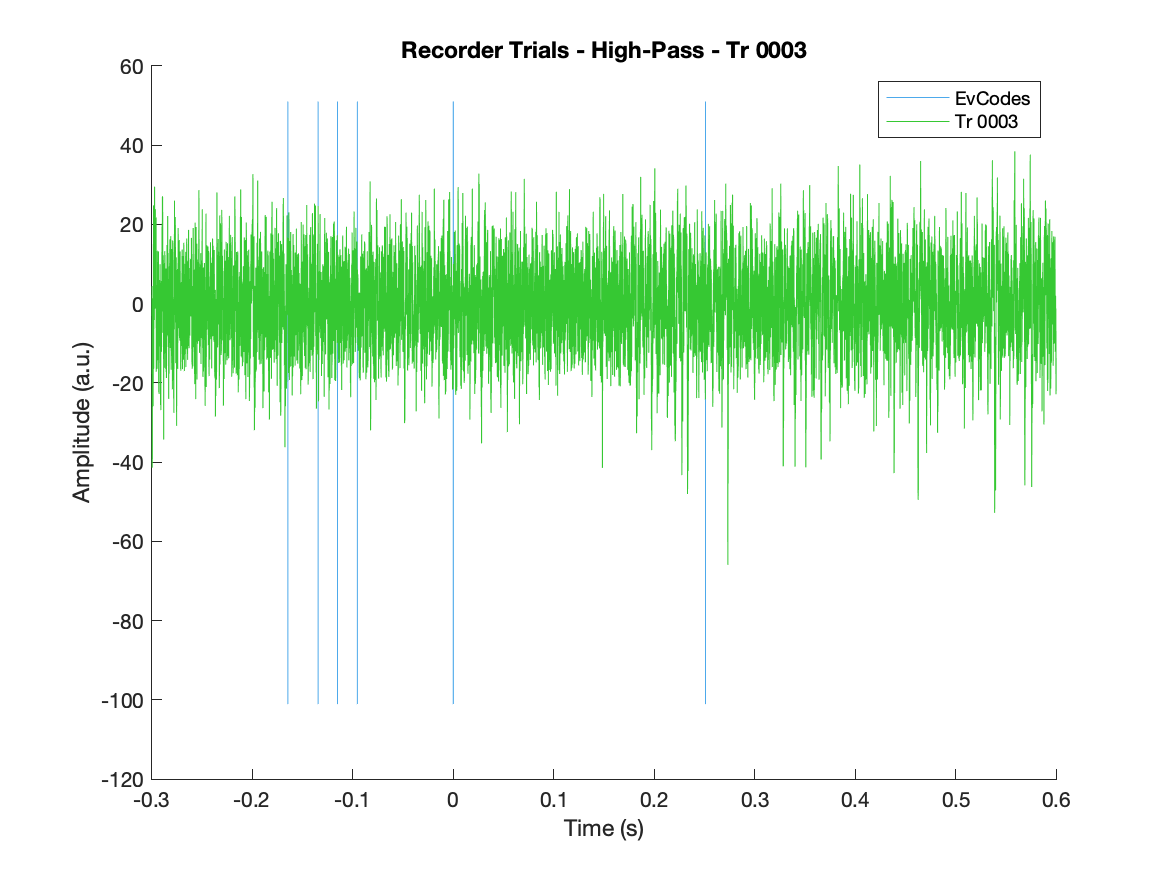 Recorder Trials - High-Pass - Tr 0003
EvCodes
Tr 0003
60
40
20
0
-20
-40
-60
-80
-100
-120
Amplitude (a.u.)
-0.3 -0.2 -0.1 0 0.1 0.2 0.3 0.4 0.5 0.6
Time (s)